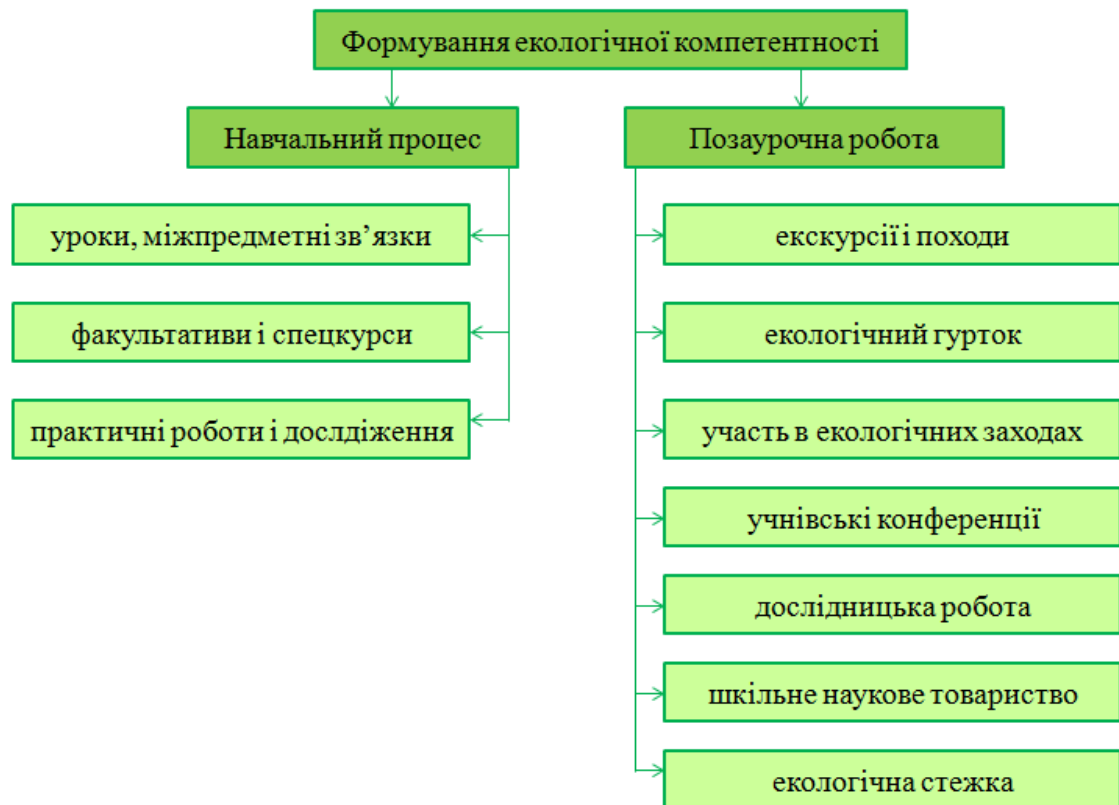 Формування екологічної компетентності
Навчальний процес
Позаурочна робота
уроки, міжпредметні зв’язки
факультативи і спецкурси
практичні роботи і дослдіження
екскурсії і походи
екологічний гурток
участь в екологічних заходах
учнівські конференції
дослідницька робота
шкільне наукове товариство
екологічна стежка